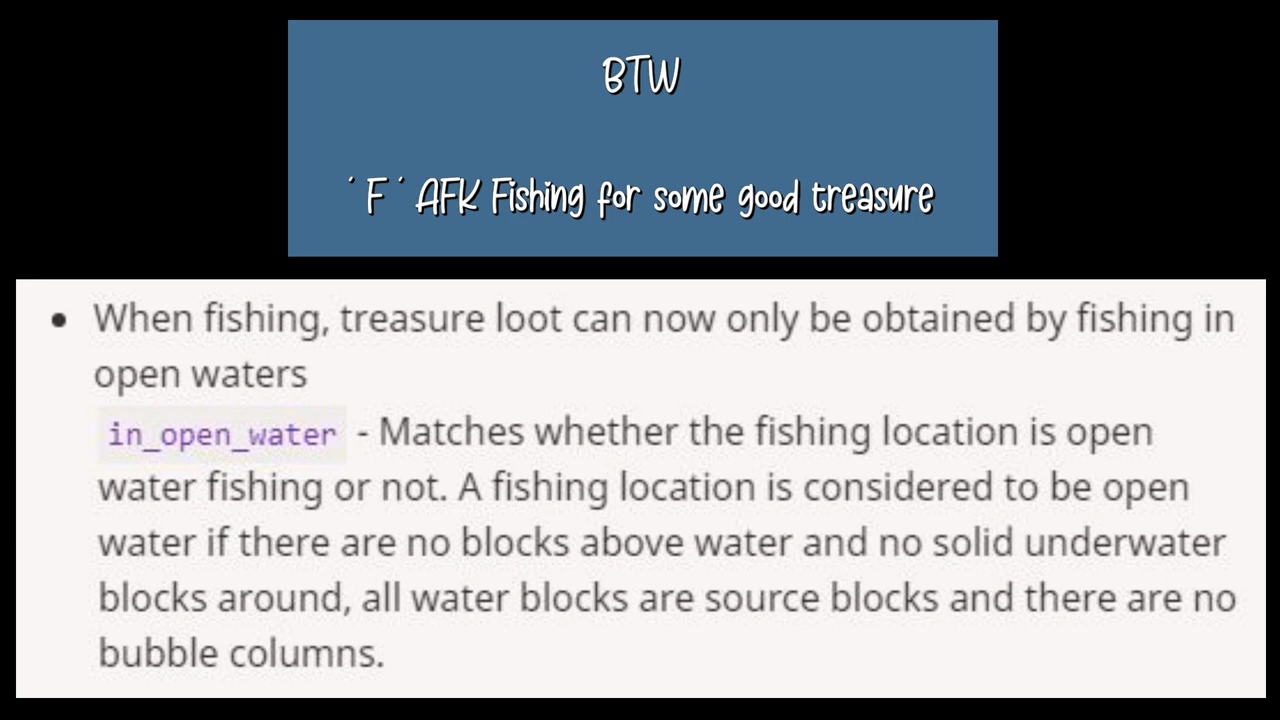 BTW
' F ' AFK Fishing for some good treasure
• When fishing, treasure loot can now only be obtained by fishing in
open waters
in_open_water - Matches whether the fishing location is open
water fishing or not. A fishing location is considered to be open
water if there are no blocks above water and no solid underwater
blocks around, all water blocks are source blocks and there are no
bubble columns.